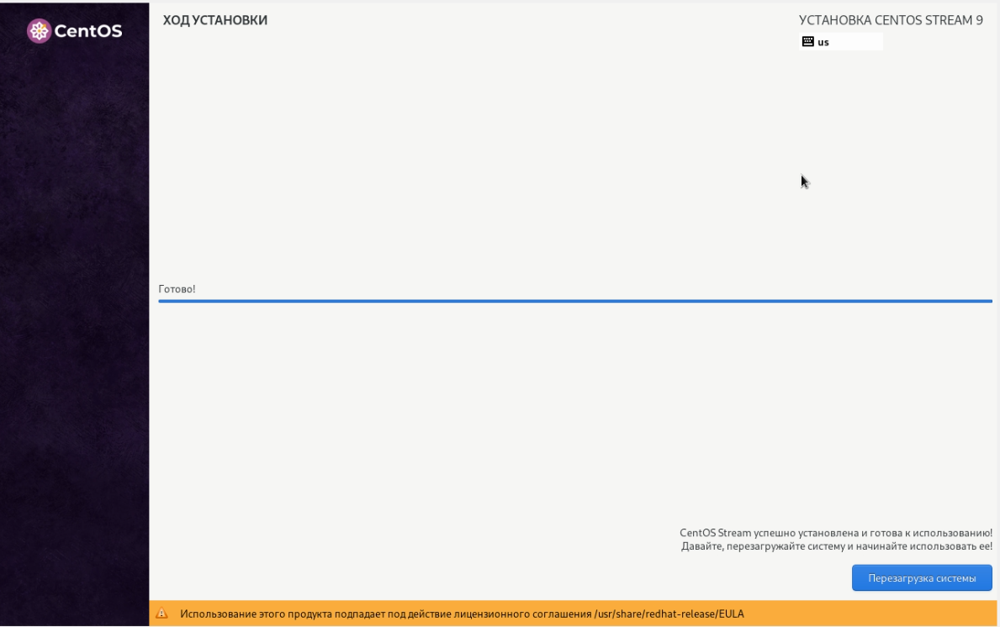 CentOS
ХОД УСТАНОВКИ
УСТАНОВКА CENTOS STREAM 9
us
Готово!
CentOS Stream успешно установлена и готова к использованию!
Давайте, перезагружайте систему и начинайте использовать ее!
Перезагрузка системы
Использование этого продукта подпадает под действие лицензионного соглашения /usr/share/redhat-release/EULA